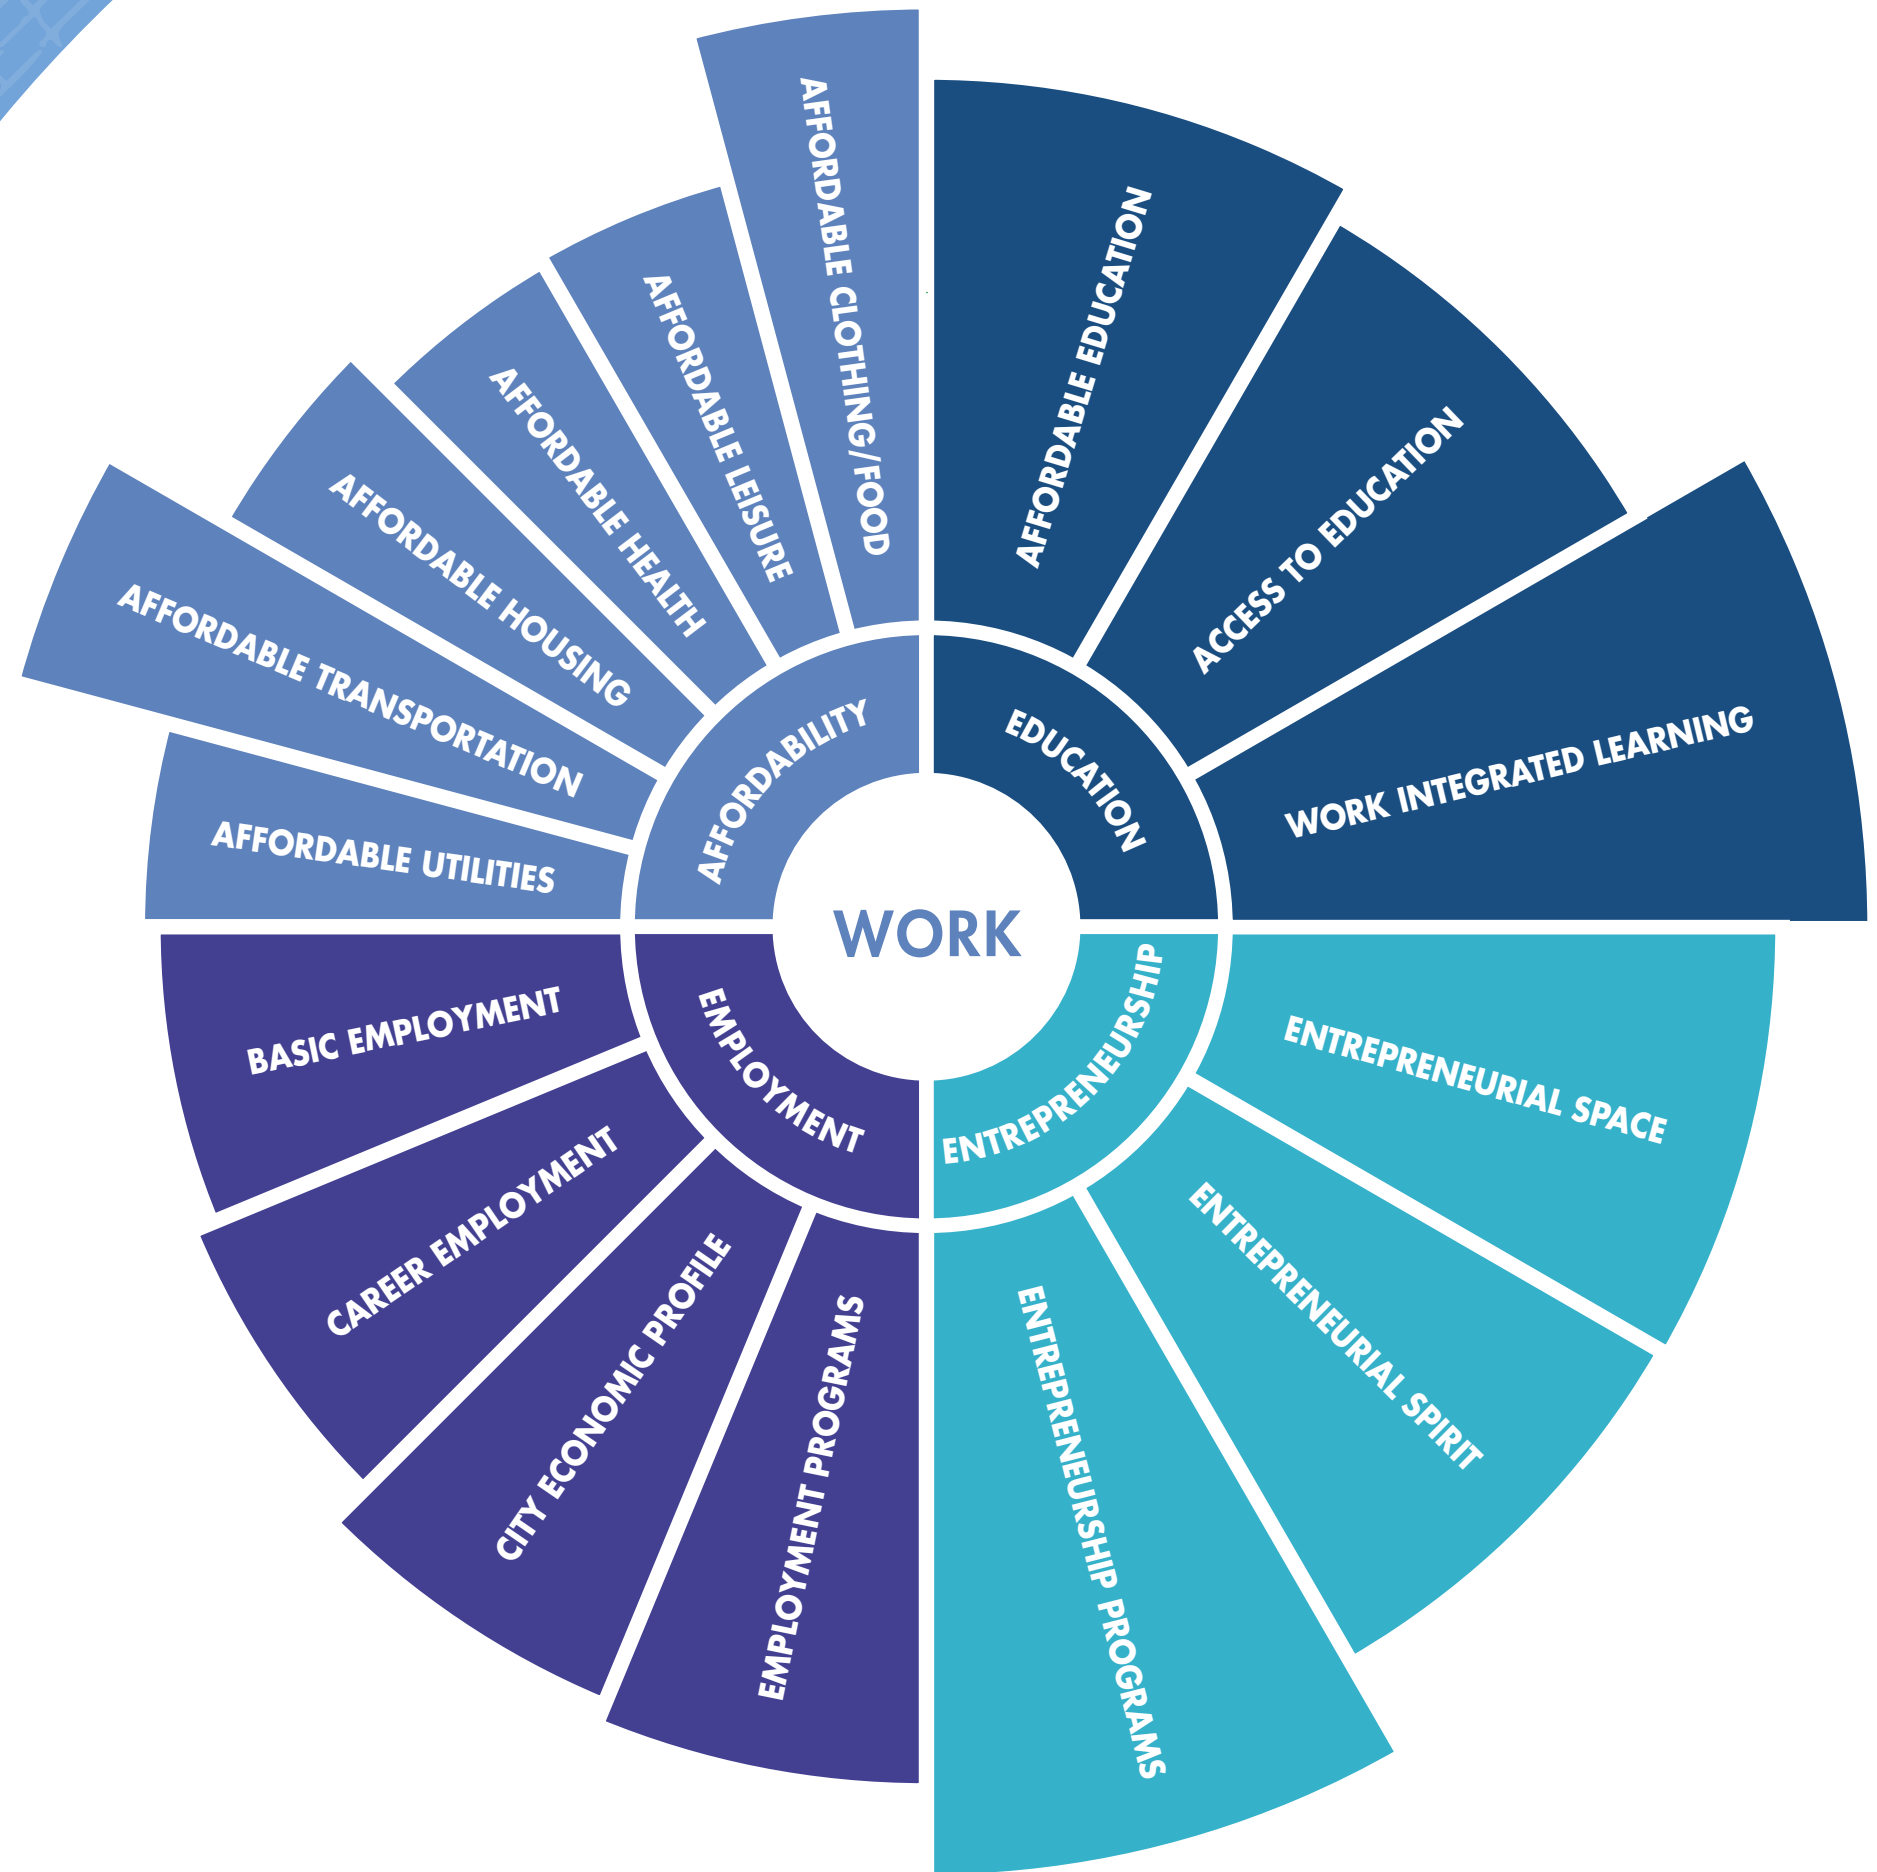 WORK
EDUCATION
AFFORDABLE EDUCATION
ACCESS TO EDUCATION
WORK INTEGRATED LEARNING
ENTREPRENEURSHIP
ENTREPRENEURIAL SPACE
ENTREPRENEURIAL SPIRIT
ENTREPRENEURSHIP PROGRAMS
EMPLOYMENT
EMPLOYMENT PROGRAMS
CITY ECONOMIC PROFILE
CAREER EMPLOYMENT
BASIC EMPLOYMENT
AFFORDABILITY
AFFORDABLE UTILITIES
AFFORDABLE TRANSPORTATION
AFFORDABLE HOUSING
AFFORDABLE HEALTH
AFFORDABLE LEISURE
AFFORDABLE CLOTHING/FOOD